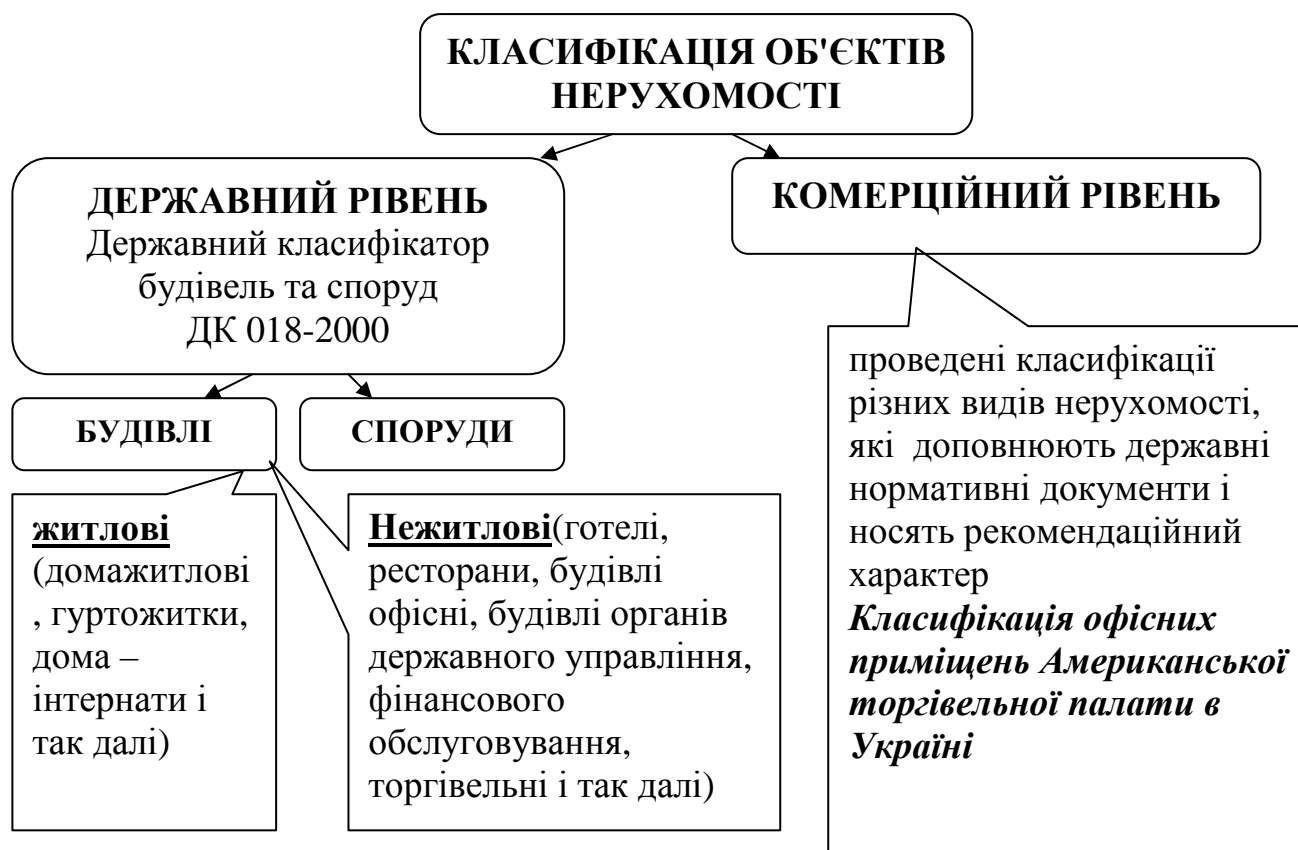 КЛАСИФІКАЦІЯ ОБ'ЄКТІВ
НЕРУХОМОСТІ
ДЕРЖАВНИЙ РІВЕНЬ
Державний класифікатор
будівель та споруд
ДК 018-2000
КОМЕРЦІЙНИЙ РІВЕНЬ
БУДІВЛІ
СПОРУДИ
житлові
(домажитлові
, гуртожитки,
дома –
інтернати і
так далі)
Нежитлові(готелі,
ресторани, будівлі
офісні, будівлі органів
державного управління,
фінансового
обслуговування,
торгівельні і так далі)
проведені класифікації
різних видів нерухомості,
які доповнюють державні
нормативні документи і
носять рекомендаційний
характер
Класифікація офісних
приміщень Американської
торгівельної палати в
Україні